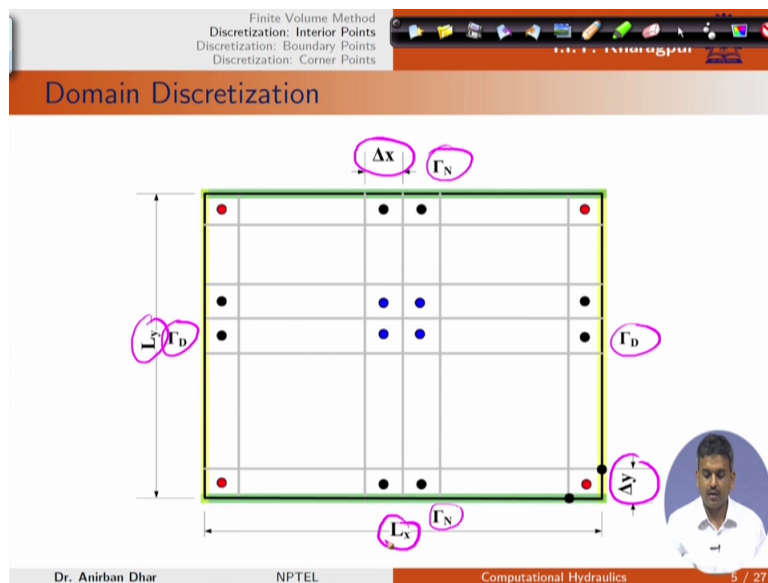 Finite Volume Method
Discretization: Interior Points
Discretization: Boundary Points
Discretization: Corner Points
I.I.T. Kharagpur
Domain Discretization
Δx
ΓN
Ly
ΓD
ΓD
Δy
ΓN
Lx
Dr. Anirban Dhar
NPTEL
Computational Hydraulics
5 / 27